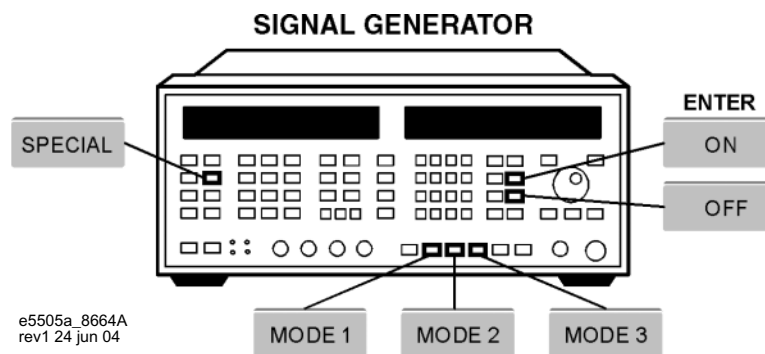 SIGNAL GENERATOR
ENTER
SPECIAL
ON
OFF
e5505a_8664A
rev1 24 jun 04
MODE 1
MODE 2
MODE 3